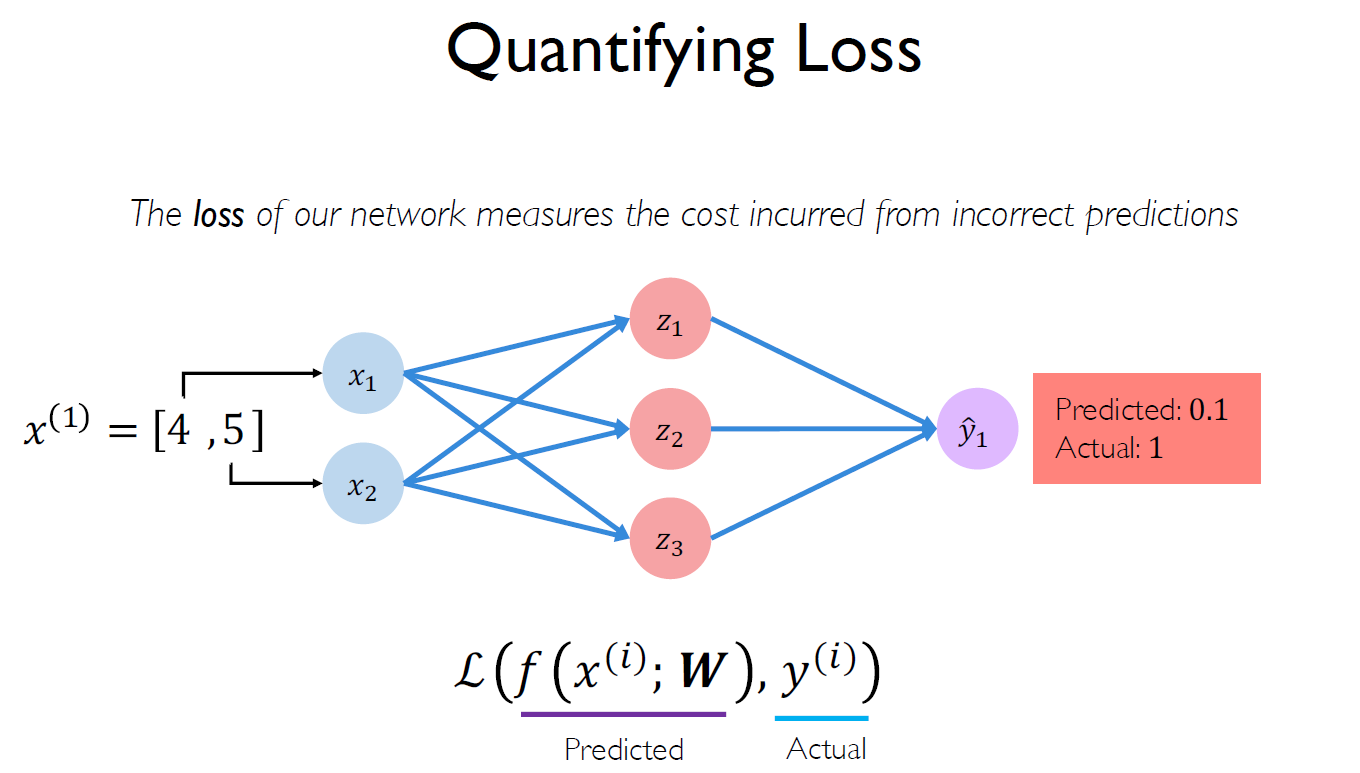 Quantifying Loss
The loss of our network measures the cost incurred from incorrect predictions
x⁽¹⁾ = [4 ,5]
x₁
x₂
z₁
z₂
z₃
ŷ₁
Predicted: 0.1
Actual: 1
ℒ(f(x⁽ⁱ⁾; W), y⁽ⁱ⁾)
Predicted
Actual